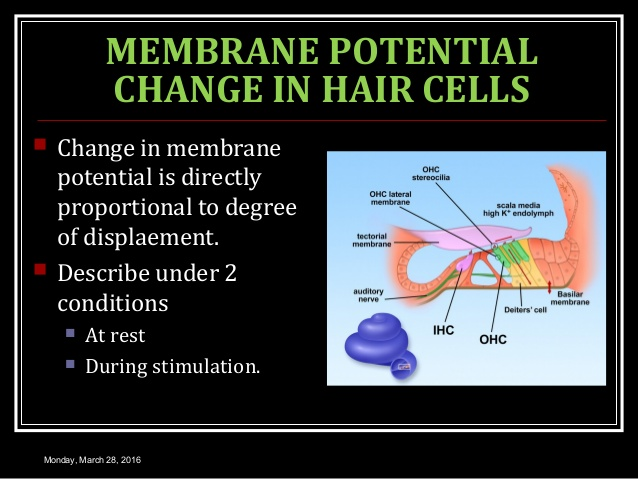 MEMBRANE POTENTIAL
CHANGE IN HAIR CELLS
Change in membrane
potential is directly
proportional to degree
of displaement.
Describe under 2
conditions
At rest
During stimulation.
OHC
stereocilia
OHC lateral
membrane
scala media
high K+ endolymph
tectorial
membrane
auditory
nerve
Basilar
membrane
Deiters' cell
IHC
OHC
Monday, March 28, 2016